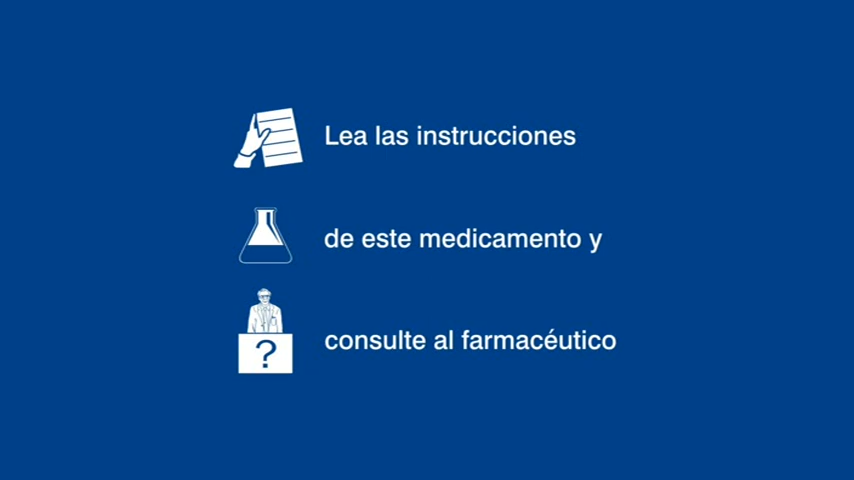 Lea las instrucciones
de este medicamento y
consulte al farmacéutico
?